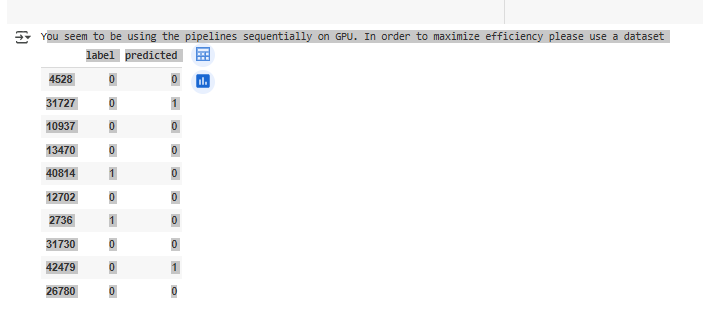 You seem to be using the pipelines sequentially on GPU. In order to maximize efficiency please use a dataset
label predicted
4528 0 0
31727 0 1
10937 0 0
13470 0 0
40814 1 0
12702 0 0
2736 1 0
31730 0 0
42479 0 1
26780 0 0